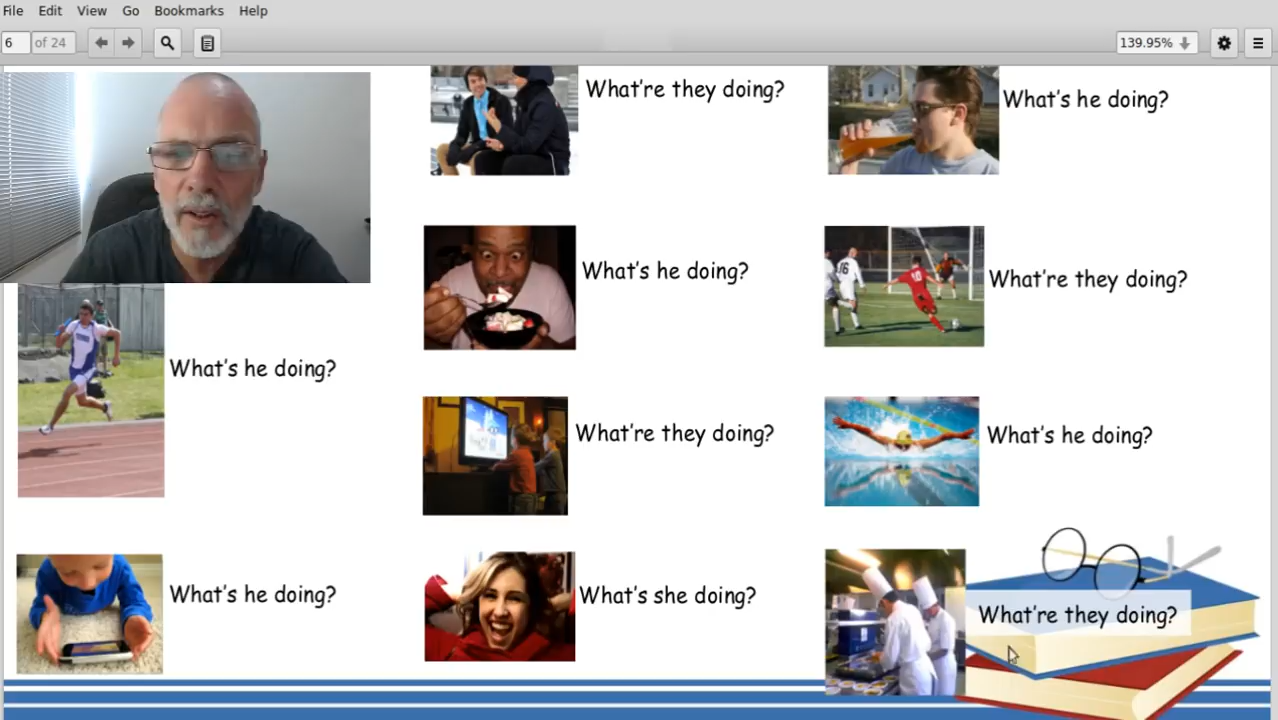 File Edit View Go Bookmarks Help
6 of 24
139.95%
What're they doing?
What's he doing?
What's he doing?
What're they doing?
What's he doing?
What're they doing?
What's he doing?
What's he doing?
What's she doing?
What're they doing?
16
10